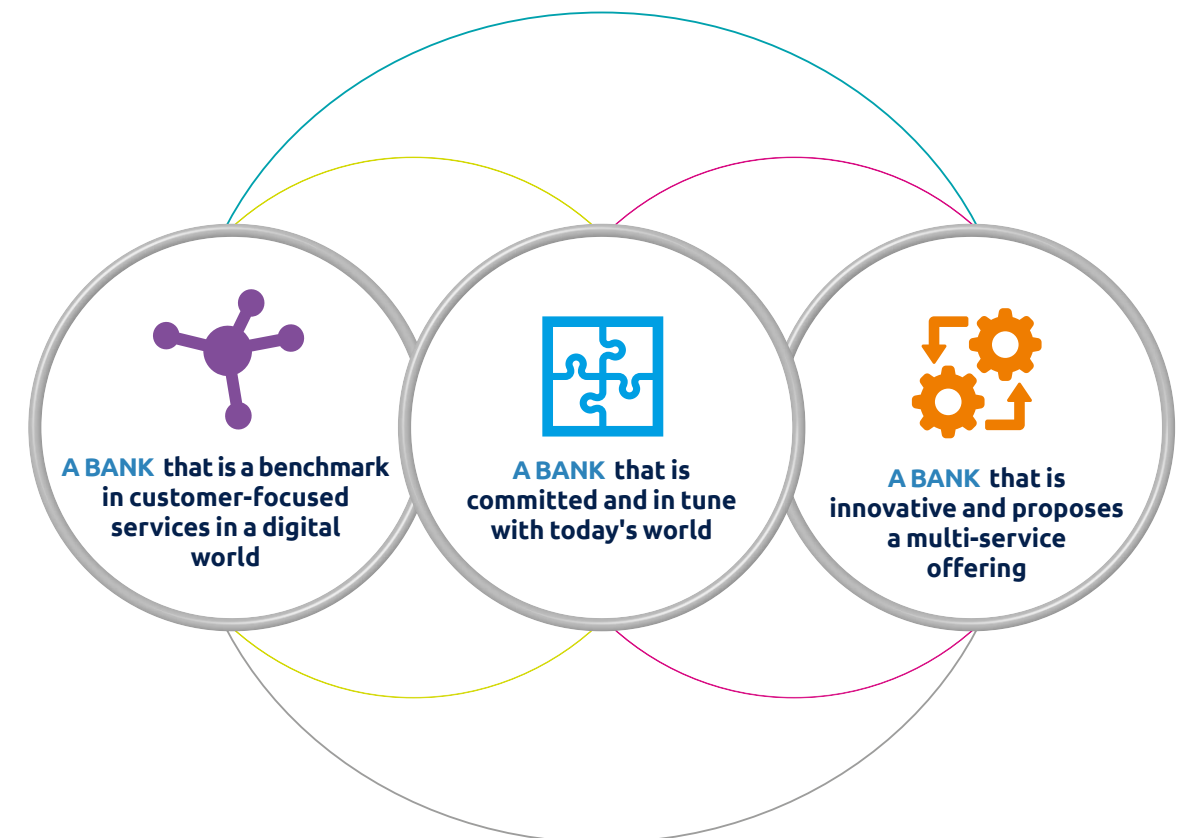 A BANK that is a benchmark
in customer-focused
services in a digital
world
A BANK that is
committed and in tune
with today's world
A BANK that is
innovative and proposes
a multi-service
offering